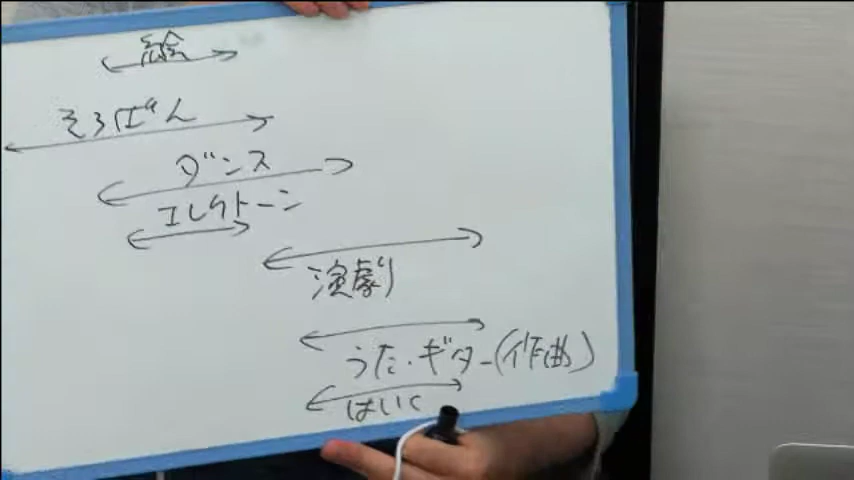 絵
そろばん
ダンス
エレクトーン
演劇
うた・ギター(作曲)
はいく